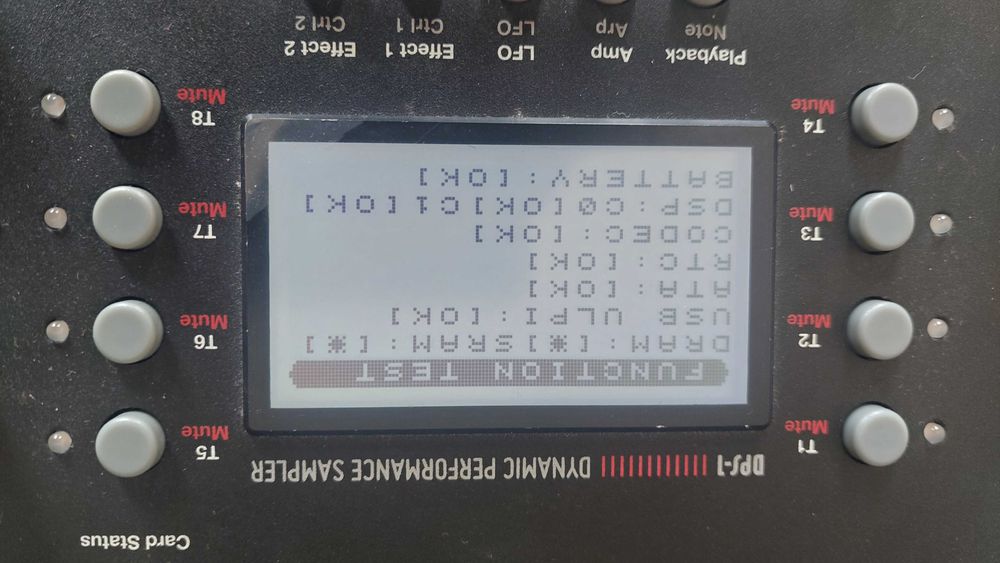 Card Status
DPS-1 |||||||||||| DYNAMIC PERFORMANCE SAMPLER
T1
Mute
T2
Mute
T3
Mute
T4
Mute
FUNCTION TEST
DRAM:[*]SRAM:[*]
USB ULPI:[OK]
ATA:[OK]
RTC:[OK]
CODEC:[OK]
DSP:C0[OK]C1[OK]
BATTERY:[OK]
T5
Mute
T6
Mute
T7
Mute
T8
Mute
Playback Amp LFO Effect 1 Effect 2
Note Arp LFO Ctrl 1 Ctrl 2